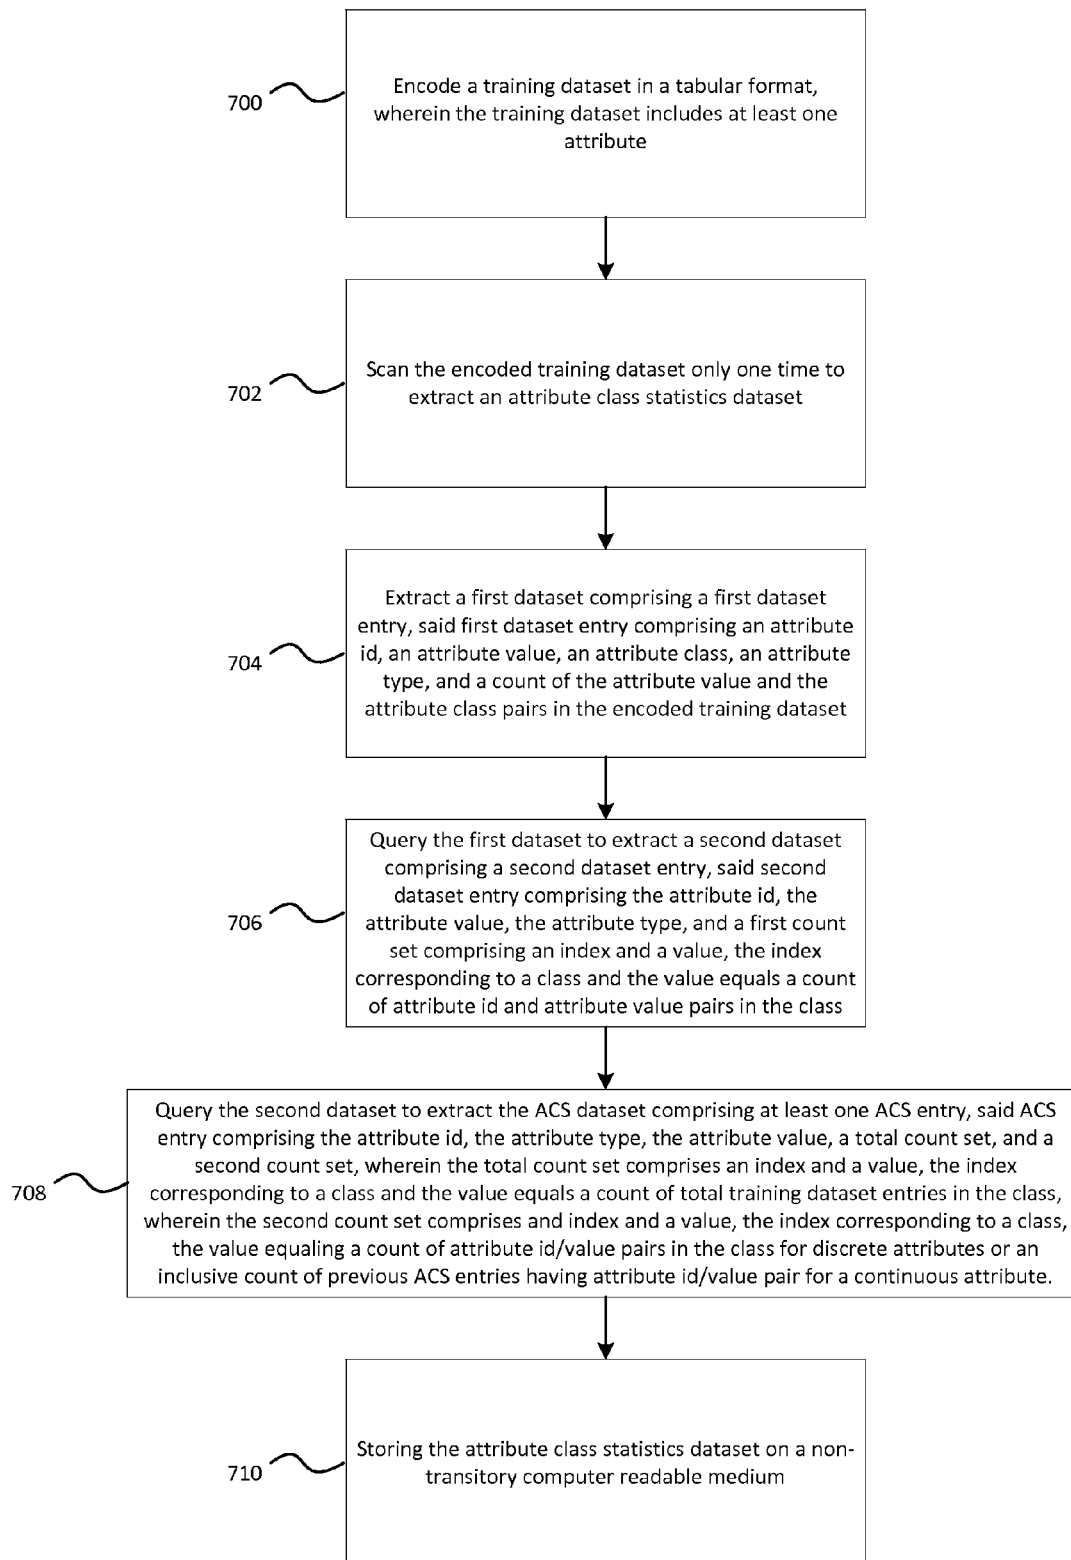 700
Encode a training dataset in a tabular format,
wherein the training dataset includes at least one
attribute
702
Scan the encoded training dataset only one time to
extract an attribute class statistics dataset
704
Extract a first dataset comprising a first dataset
entry, said first dataset entry comprising an attribute
id, an attribute value, an attribute class, an attribute
type, and a count of the attribute value and the
attribute class pairs in the encoded training dataset
706
Query the first dataset to extract a second dataset
comprising a second dataset entry, said second
dataset entry comprising the attribute id, the
attribute value, the attribute type, and a first count
set comprising an index and a value, the index
corresponding to a class and the value equals a count
of attribute id and attribute value pairs in the class
708
Query the second dataset to extract the ACS dataset comprising at least one ACS entry, said ACS
entry comprising the attribute id, the attribute type, the attribute value, a total count set, and a
second count set, wherein the total count set comprises an index and a value, the index
corresponding to a class and the value equals a count of total training dataset entries in the class,
wherein the second count set comprises and index and a value, the index corresponding to a class,
the value equaling a count of attribute id/value pairs in the class for discrete attributes or an
inclusive count of previous ACS entries having attribute id/value pair for a continuous attribute.
710
Storing the attribute class statistics dataset on a non-
transitory computer readable medium